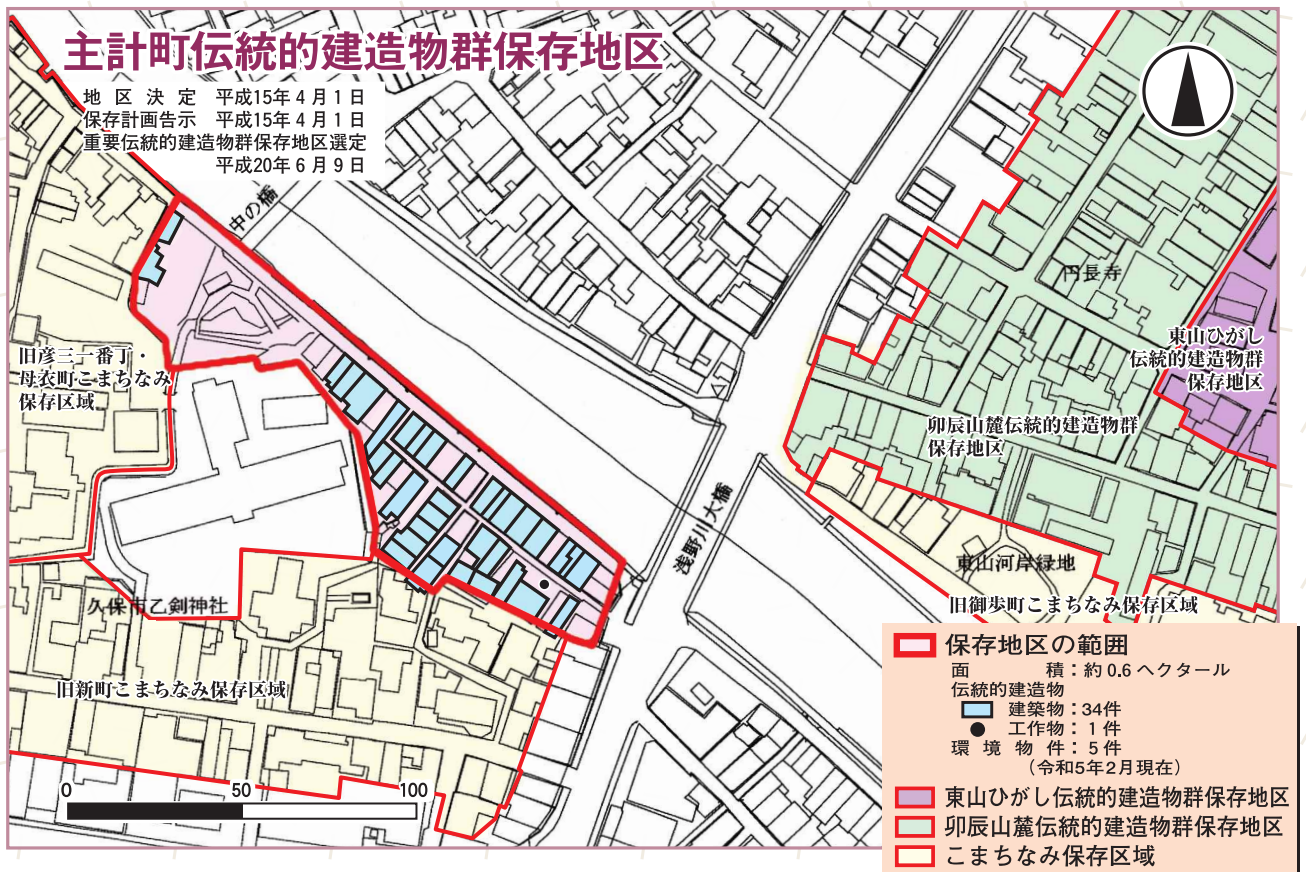 主計町伝統的建造物群保存地区
地区決定 平成15年4月1日
保存計画告示 平成15年4月1日
重要伝統的建造物群保存地区選定
平成20年6月9日
中の橋
円長寺
東山ひがし
伝統的建造物群
保存地区
旧彦三一番丁・
母衣町こまちなみ
保存区域
卯辰山麓伝統的建造物群
保存地区
浅野川大橋
東山河岸緑地
久保市乙剣神社
旧御歩町こまちなみ保存区域
旧新町こまちなみ保存区域
0 50 100
保存地区の範囲
面積：約0.6ヘクタール
伝統的建造物
建築物：34件
工作物：1件
環境物件：5件
（令和5年2月現在）
東山ひがし伝統的建造物群保存地区
卯辰山麓伝統的建造物群保存地区
こまちなみ保存区域